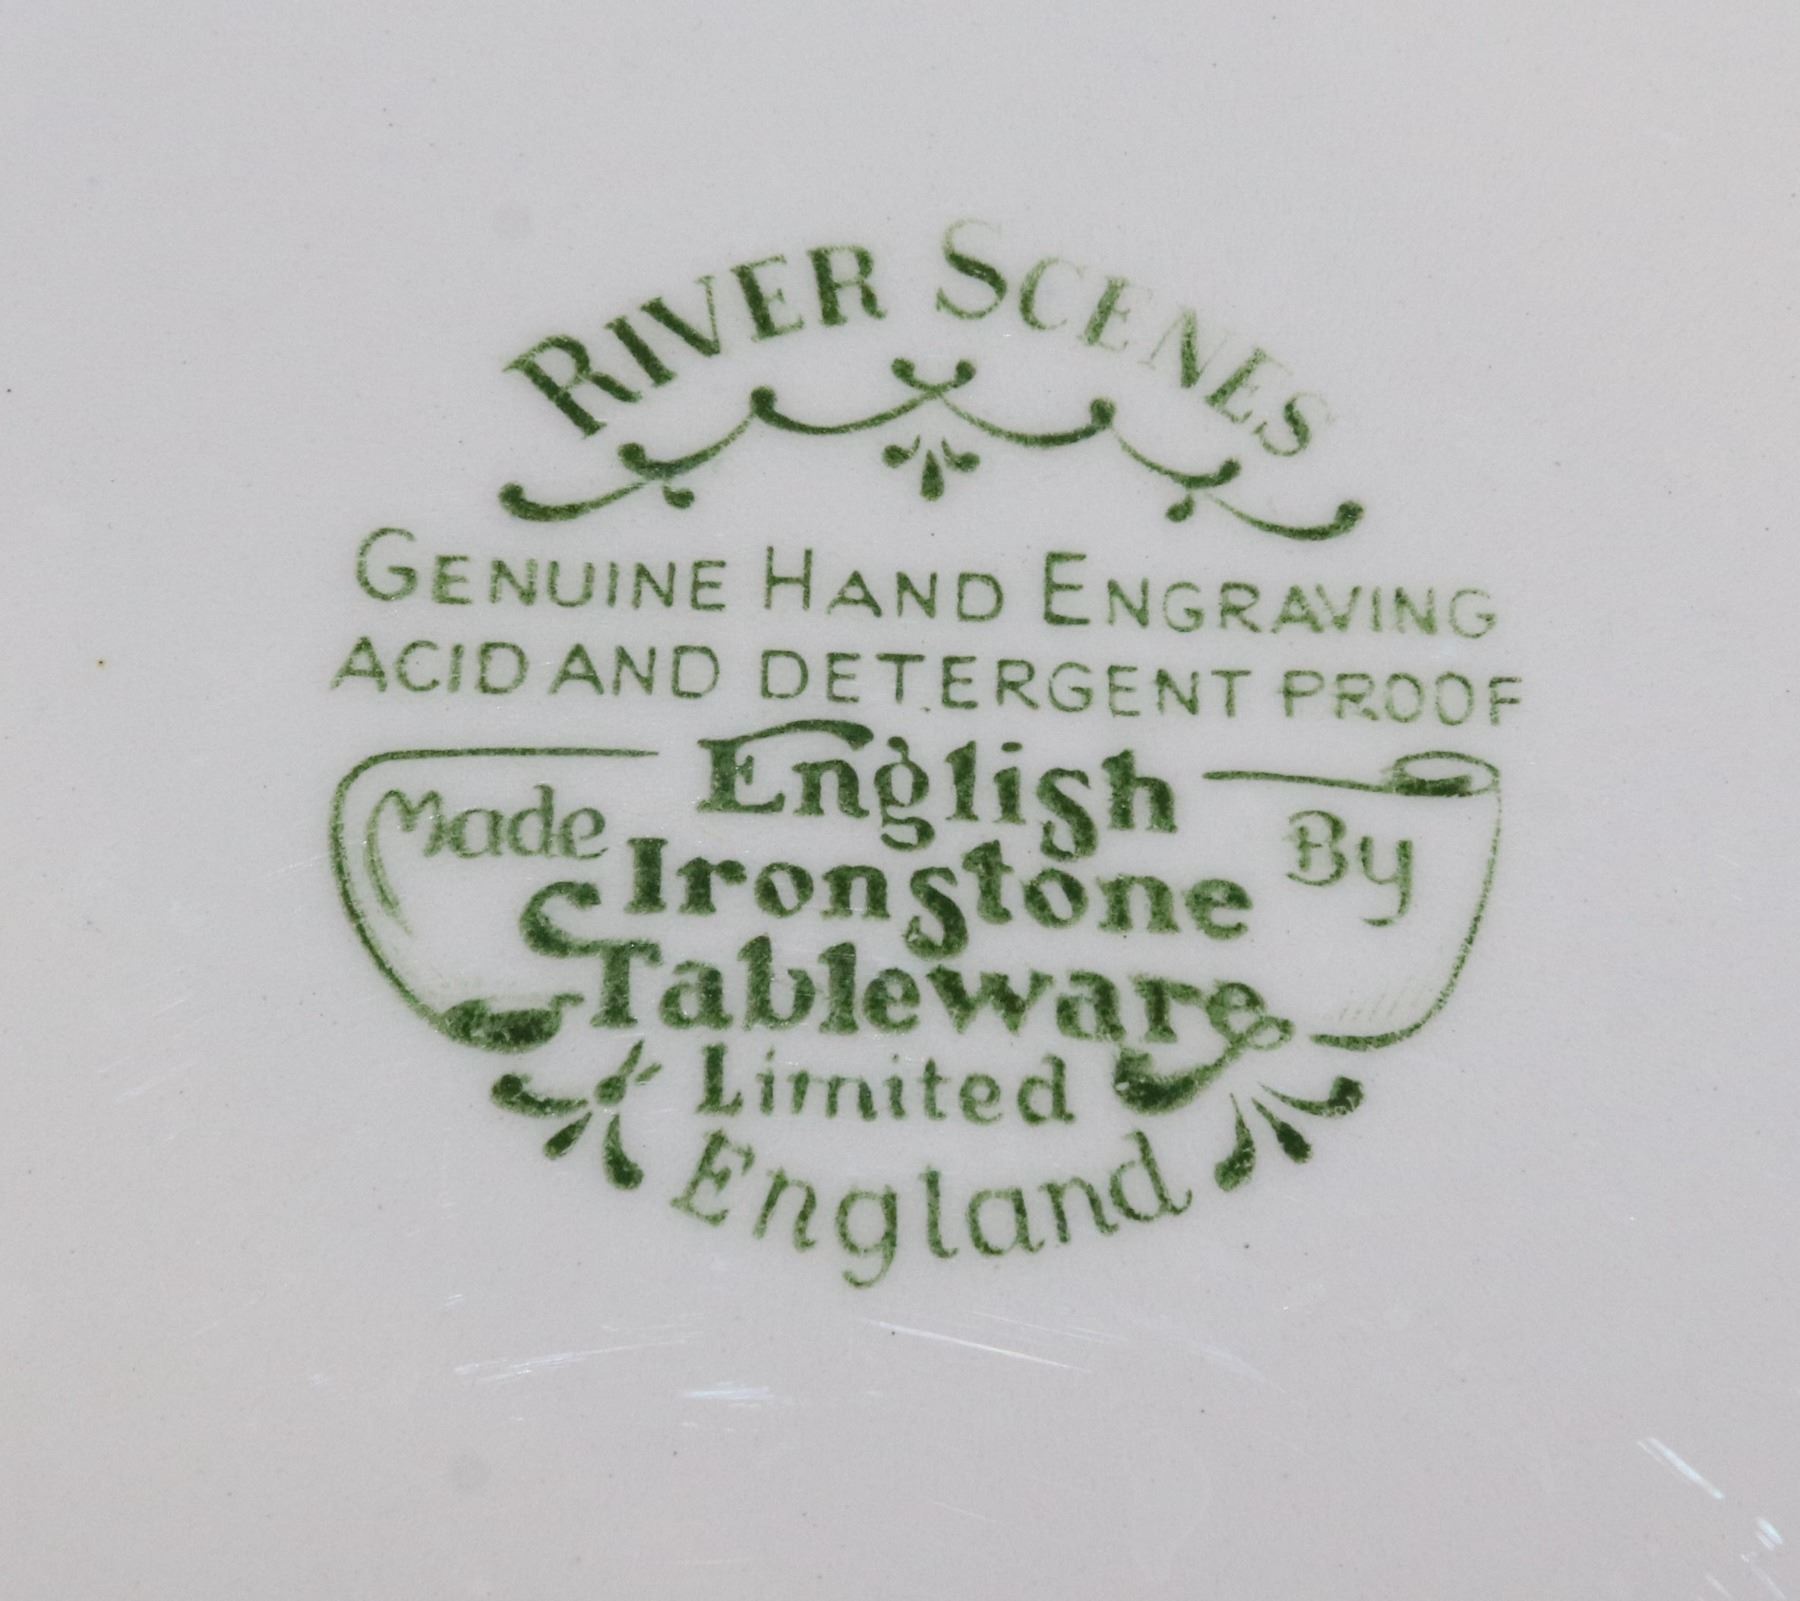 RIVER SCENES
GENUINE HAND ENGRAVING
ACID AND DETERGENT PROOF
Made English By
Ironstone
Tableware
Limited
England